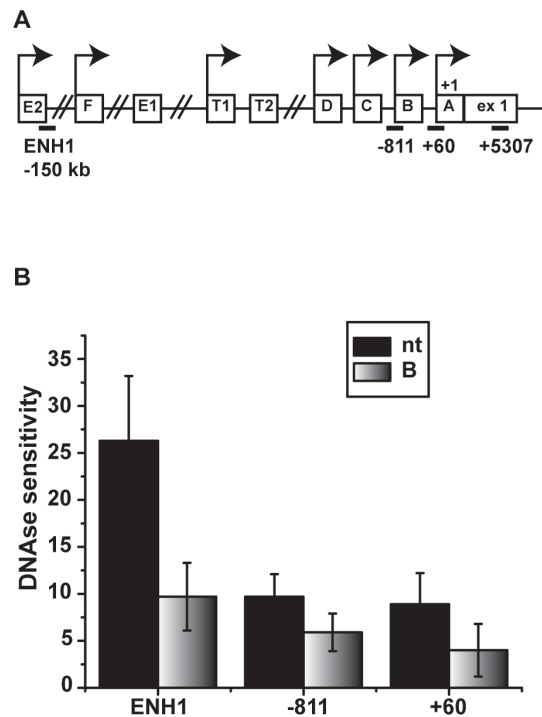 A
+1
E2 F E1 T1 T2 D C B A ex 1
ENH1 -811 +60 +5307
-150 kb
B
nt
B
DNAse sensitivity
35
30
25
20
15
10
5
0
ENH1 -811 +60